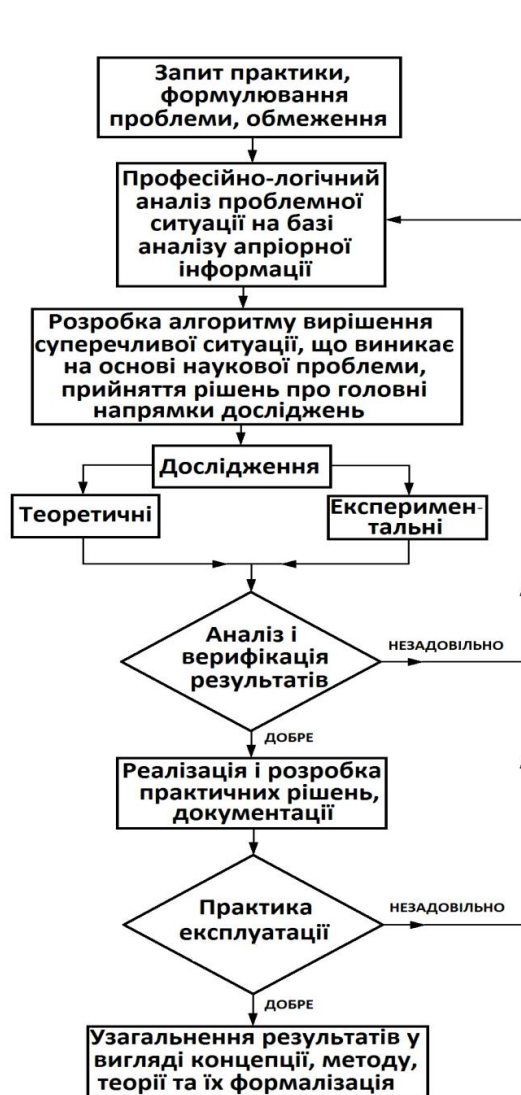 Запит практики,
формулювання
проблеми, обмеження
Професійно-логічний
аналіз проблемної
ситуації на базі
аналізу апріорної
інформації
Розробка алгоритму вирішення
суперечливої ситуації, що виникає
на основі наукової проблеми,
прийняття рішень про головні
напрямки досліджень
Дослідження
Теоретичні
Експеримен-
тальні
Аналіз і
верифікація
результатів
НЕЗАДОВІЛЬНО
ДОБРЕ
Реалізація і розробка
практичних рішень,
документації
Практика
експлуатації
НЕЗАДОВІЛЬНО
ДОБРЕ
Узагальнення результатів у
вигляді концепції, методу,
теорії та їх формалізація